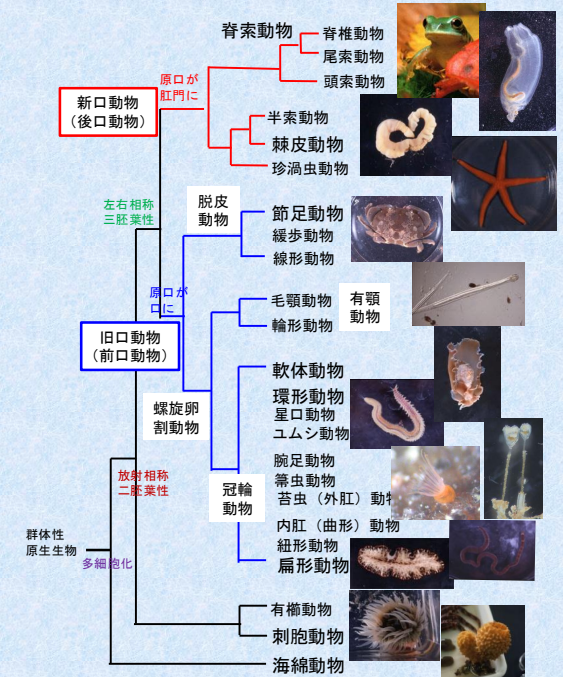 脊索動物
脊椎動物
尾索動物
頭索動物
原口が
肛門に
新口動物
(後口動物)
半索動物
棘皮動物
珍渦虫動物
左右相称
三胚葉性
脱皮
動物
節足動物
緩歩動物
線形動物
原口が
口に
毛顎動物
輪形動物
有顎
動物
旧口動物
(前口動物)
軟体動物
環形動物
星口動物
ユムシ動物
螺旋卵
割動物
腕足動物
箒虫動物
苔虫(外肛)動物
放射相称
二胚葉性
冠輪
動物
内肛(曲形)動物
紐形動物
扁形動物
群体性
原生生物
多細胞化
有櫛動物
刺胞動物
海綿動物